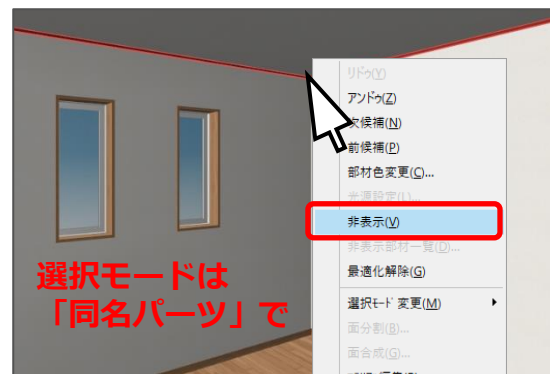 リドゥ(Y)
アンドゥ(Z)
次候補(N)
前候補(P)
部材色変更(C)...
光源設定(L)...
非表示(V)
非表示部材一覧(D)...
最適化解除(G)
選択ﾓｰﾄﾞ変更(M)
面分割(B)...
面合成(G)...
選択モードは
「同名パーツ」で